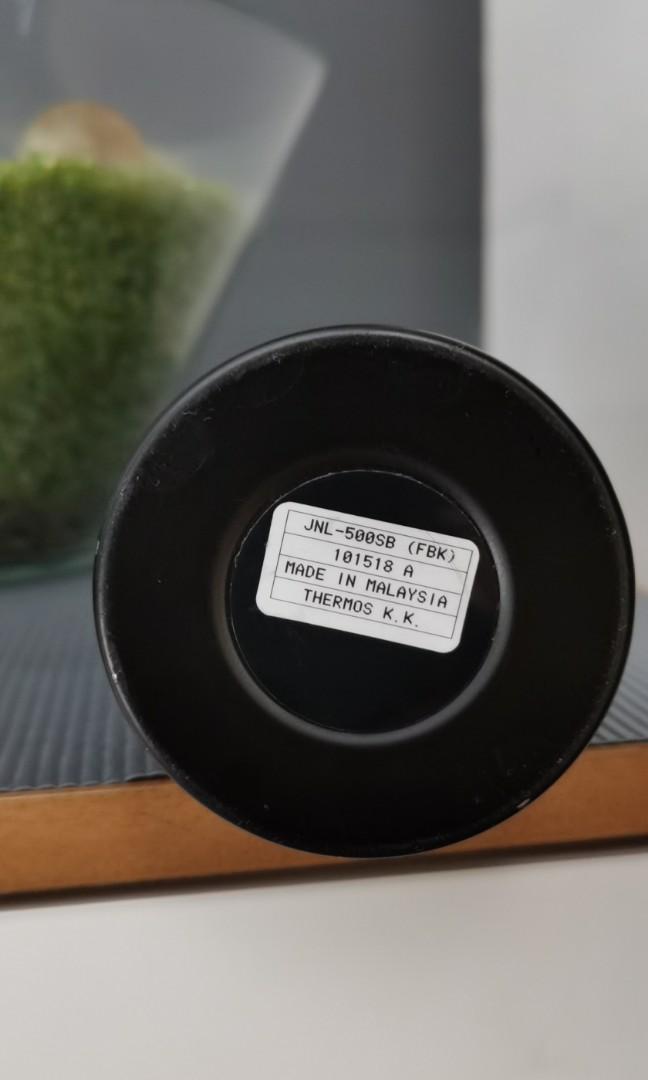 JNL-500SB (FBK)
101518 A
MADE IN MALAYSIA
THERMOS K.K.